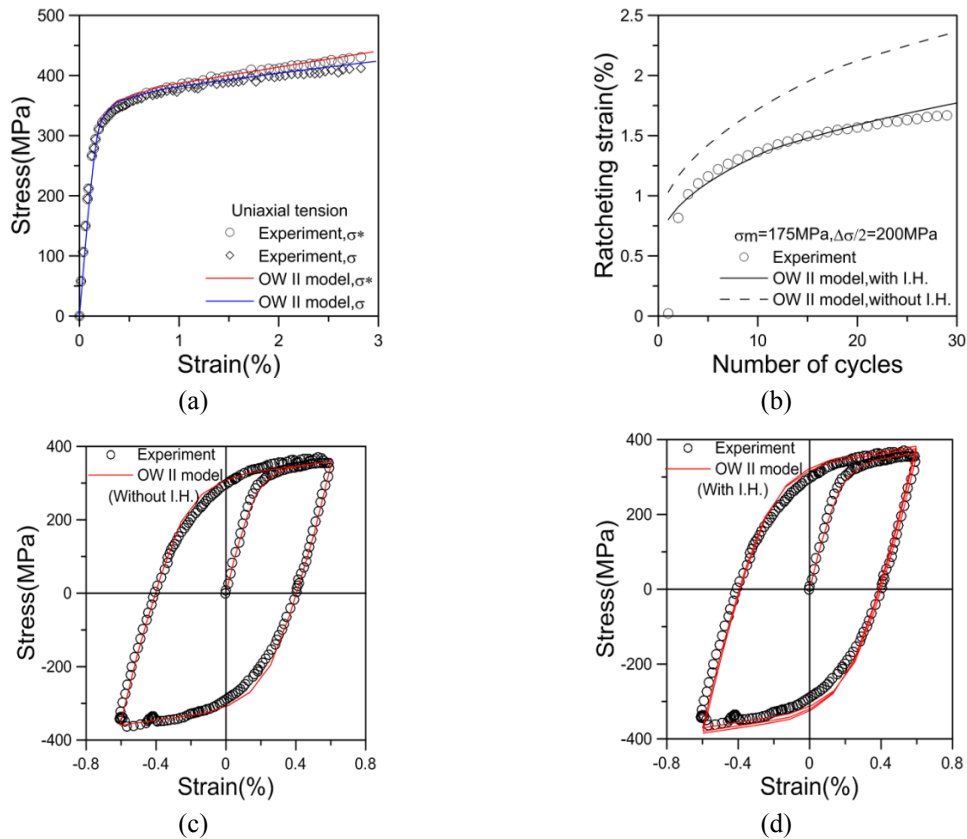 500
400
300
200
100
0
0 1 2 3
Stress(MPa)
Strain(%)
Uniaxial tension
Experiment,σ*
Experiment,σ
OW II model,σ*
OW II model,σ
(a)
2.5
2
1.5
1
0.5
0
0 10 20 30
Ratcheting strain(%)
Number of cycles
σm=175MPa,Δσ/2=200MPa
Experiment
OW II model,with I.H.
OW II model,without I.H.
(b)
400
200
0
-200
-400
-0.8 -0.4 0 0.4 0.8
Stress(MPa)
Strain(%)
Experiment
OW II model
(Without I.H.)
(c)
400
200
0
-200
-400
-0.8 -0.4 0 0.4 0.8
Stress(MPa)
Strain(%)
Experiment
OW II model
(With I.H.)
(d)